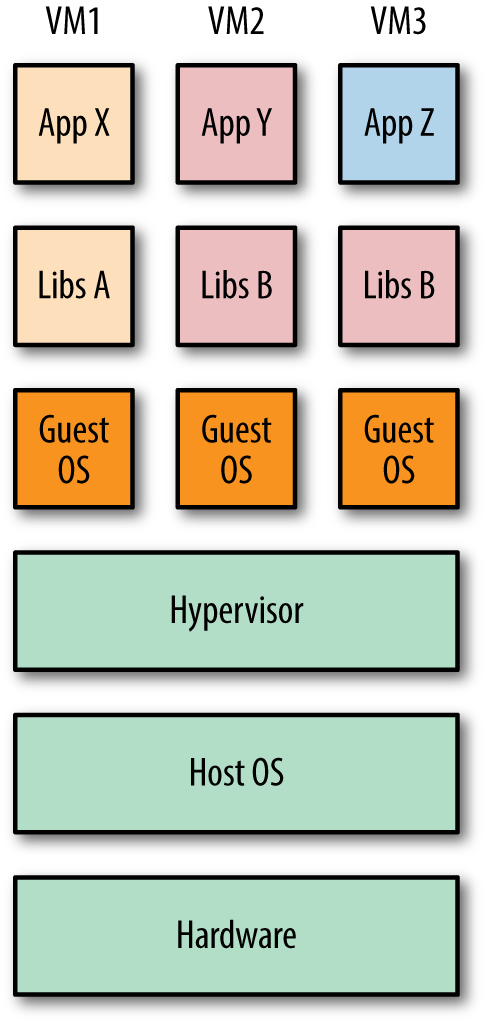 VM1 VM2 VM3
App X App Y App Z
Libs A Libs B Libs B
Guest Guest Guest
OS OS OS
Hypervisor
Host OS
Hardware